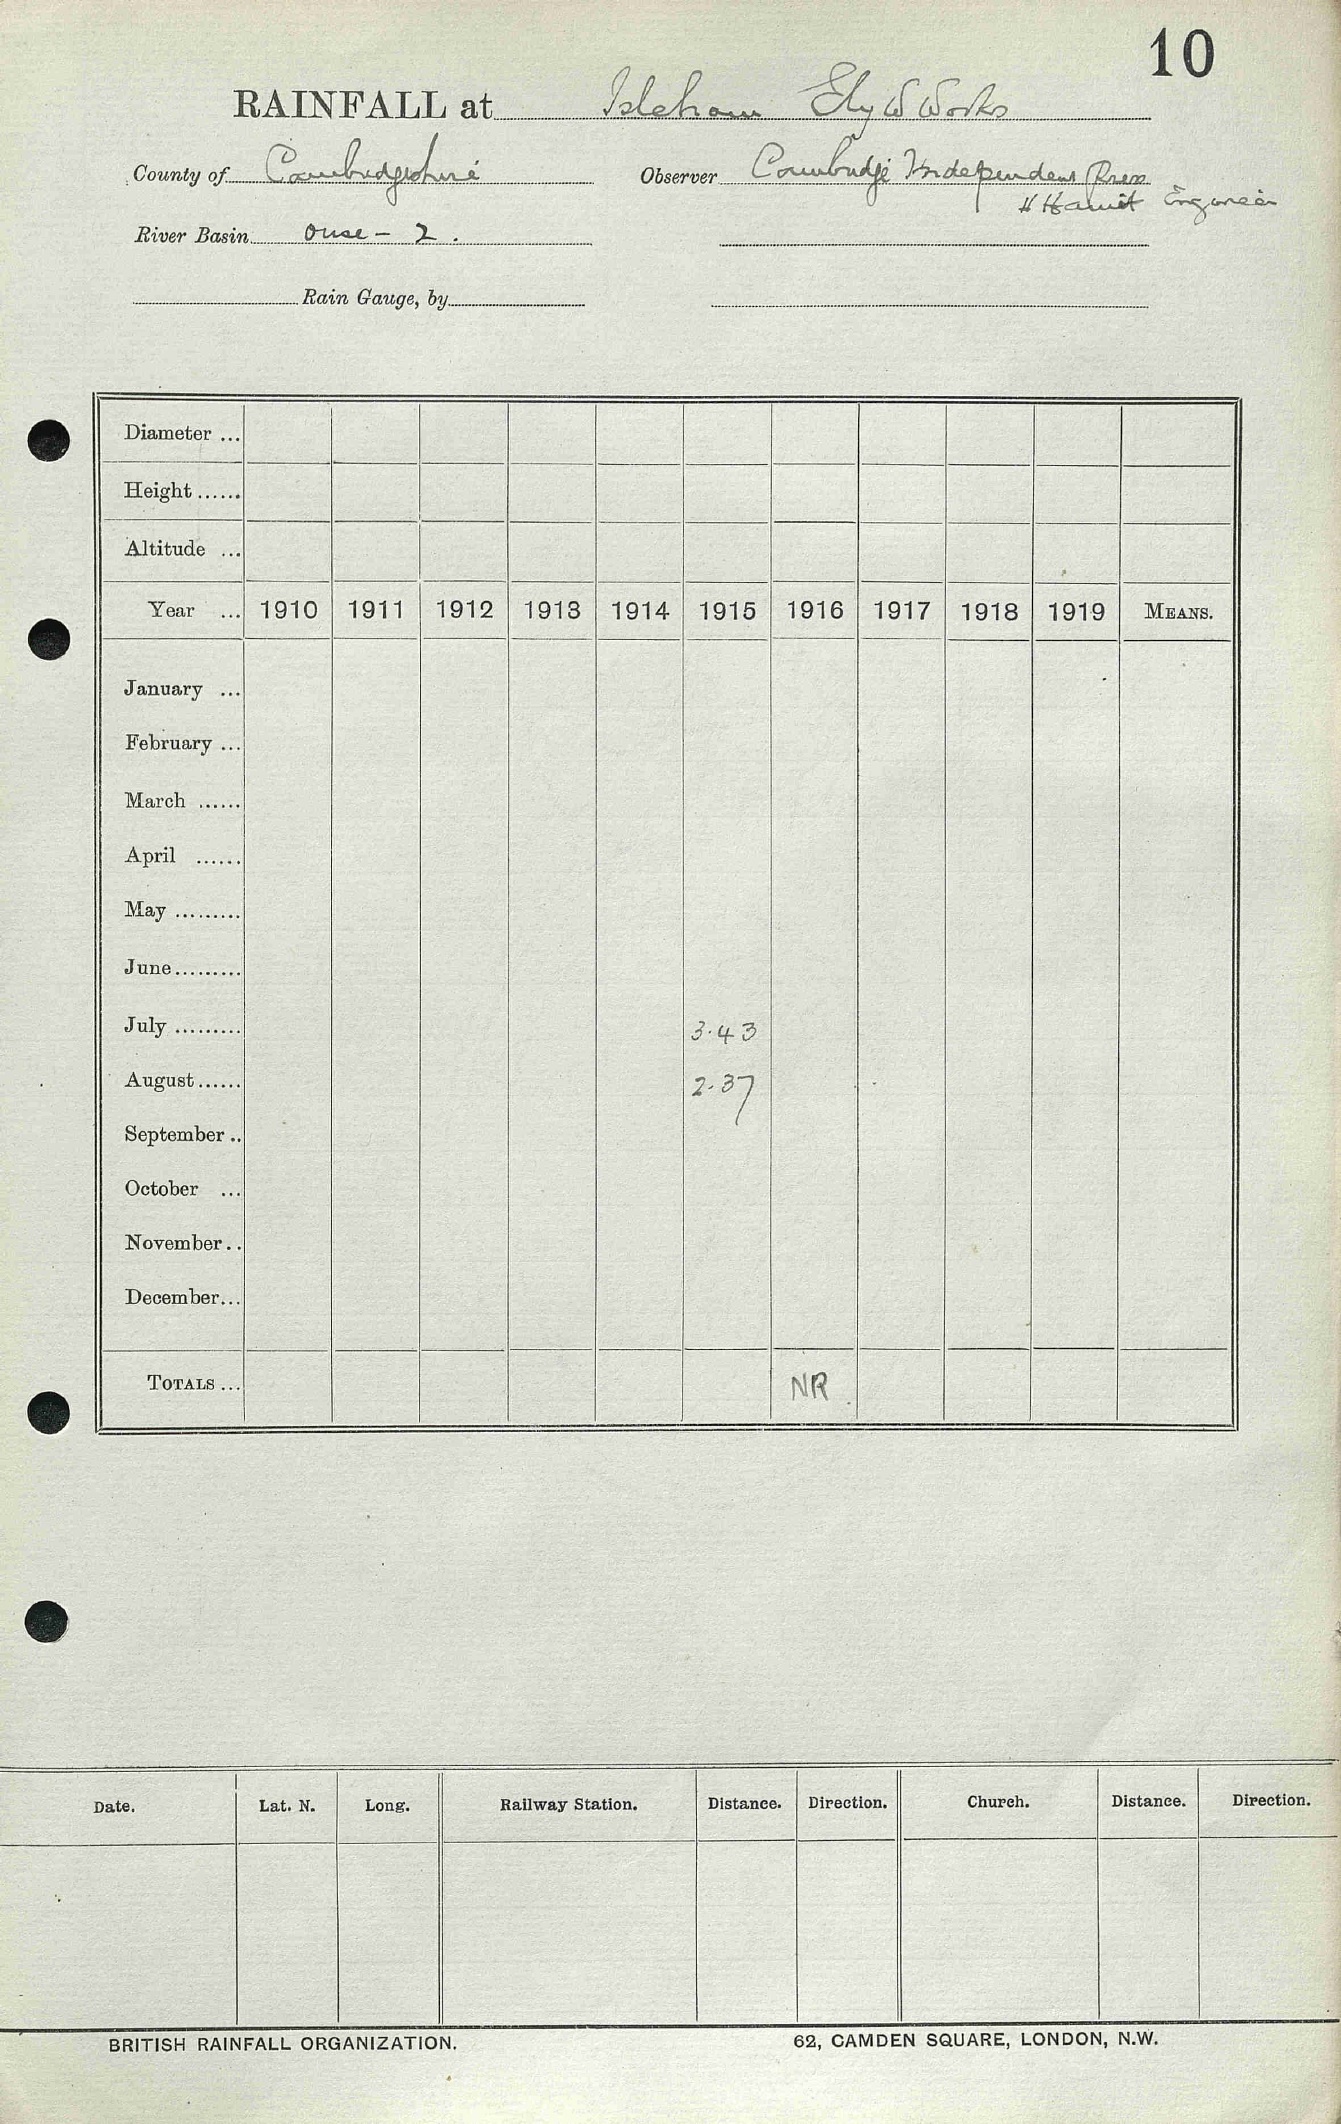 10
RAINFALL at Isleham Ely W Works
County of Cambridgeshire Observer Cambridge Independent Press
H Engineer
River Basin Ouse - 2.
Rain Gauge, by
Diameter ...
Height ......
Altitude ...
Year ... 1910 1911 1912 1913 1914 1915 1916 1917 1918 1919 MEANS.
January ...
February ...
March ......
April ......
May .........
June .........
July ......... 3.43
August ...... 2.37
September ..
October ...
November ..
December ...
TOTALS ... NR
Date. Lat. N. Long. Railway Station. Distance. Direction. Church. Distance. Direction.
BRITISH RAINFALL ORGANIZATION. 62, CAMDEN SQUARE, LONDON, N.W.